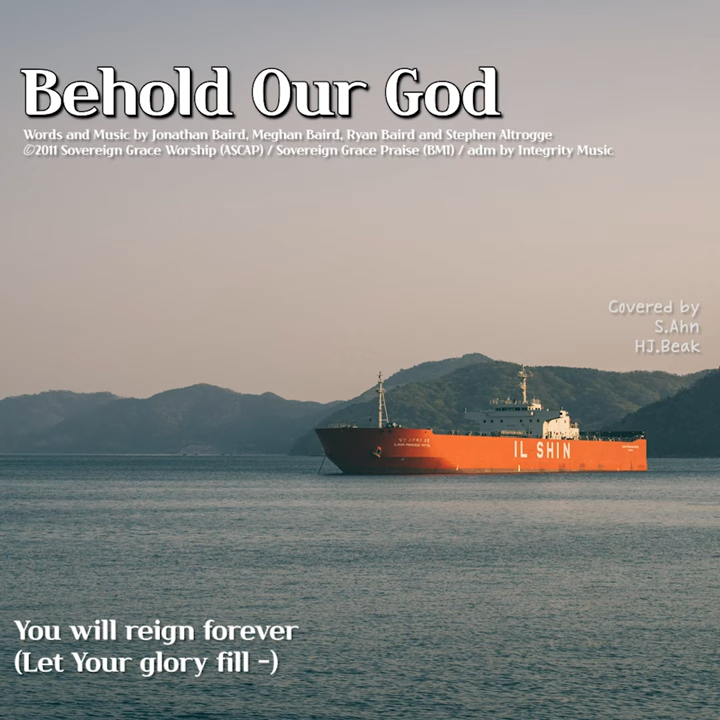 Behold Our God
Words and Music by Jonathan Baird, Meghan Baird, Ryan Baird and Stephen Altrogge
©2011 Sovereign Grace Worship (ASCAP) / Sovereign Grace Praise (BMI) / adm by Integrity Music
Covered by
S.Ahn
HJ.Beak
IL SHIN
You will reign forever
(Let Your glory fill -)